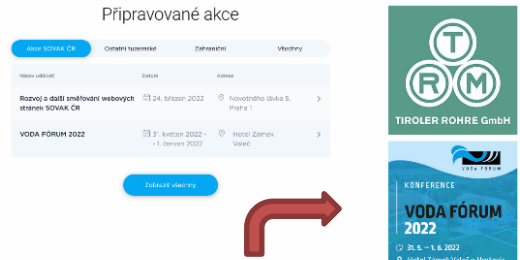 Připravované akce
Akce SOVAK ČR
Ostatní tuzemské
Zahraniční
Všechny
Název události
Datum
Adresa
Rozvoj a další směřování webových
stránek SOVAK ČR
24. březen 2022
Novotného lávka 5,
Praha 1
VODA FÓRUM 2022
31. květen 2022 -
- 1. červen 2022
Hotel Zámek
Valeč
Zobrazit všechny
T
R M
TIROLER ROHRE GmbH
VODA FÓRUM
KONFERENCE
VODA FÓRUM
2022
31. 5. – 1. 6. 2022
Hotel Zámek Valeč u Hrotovic